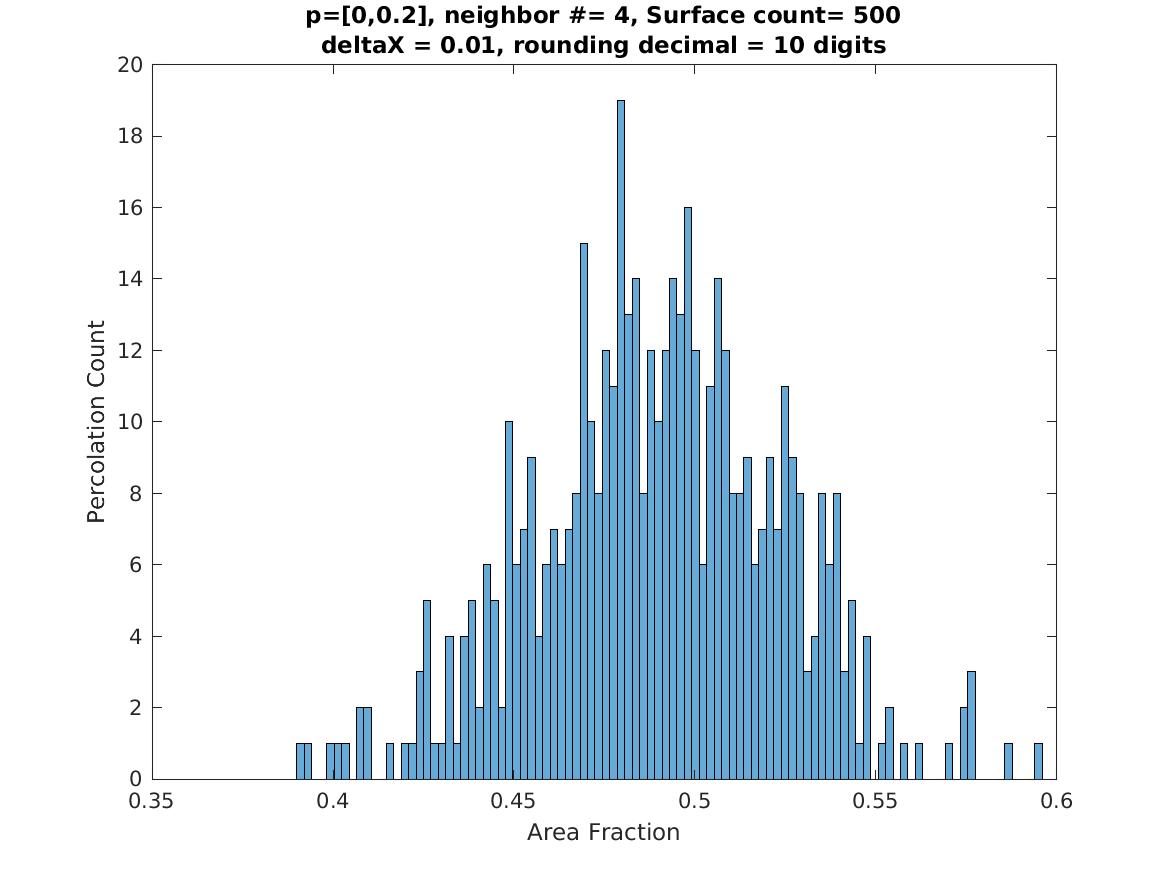 p=[0,0.2], neighbor #= 4, Surface count= 500
deltaX = 0.01, rounding decimal = 10 digits
20
18
16
14
12
10
8
6
4
2
0
Percolation Count
0.35 0.4 0.45 0.5 0.55 0.6
Area Fraction